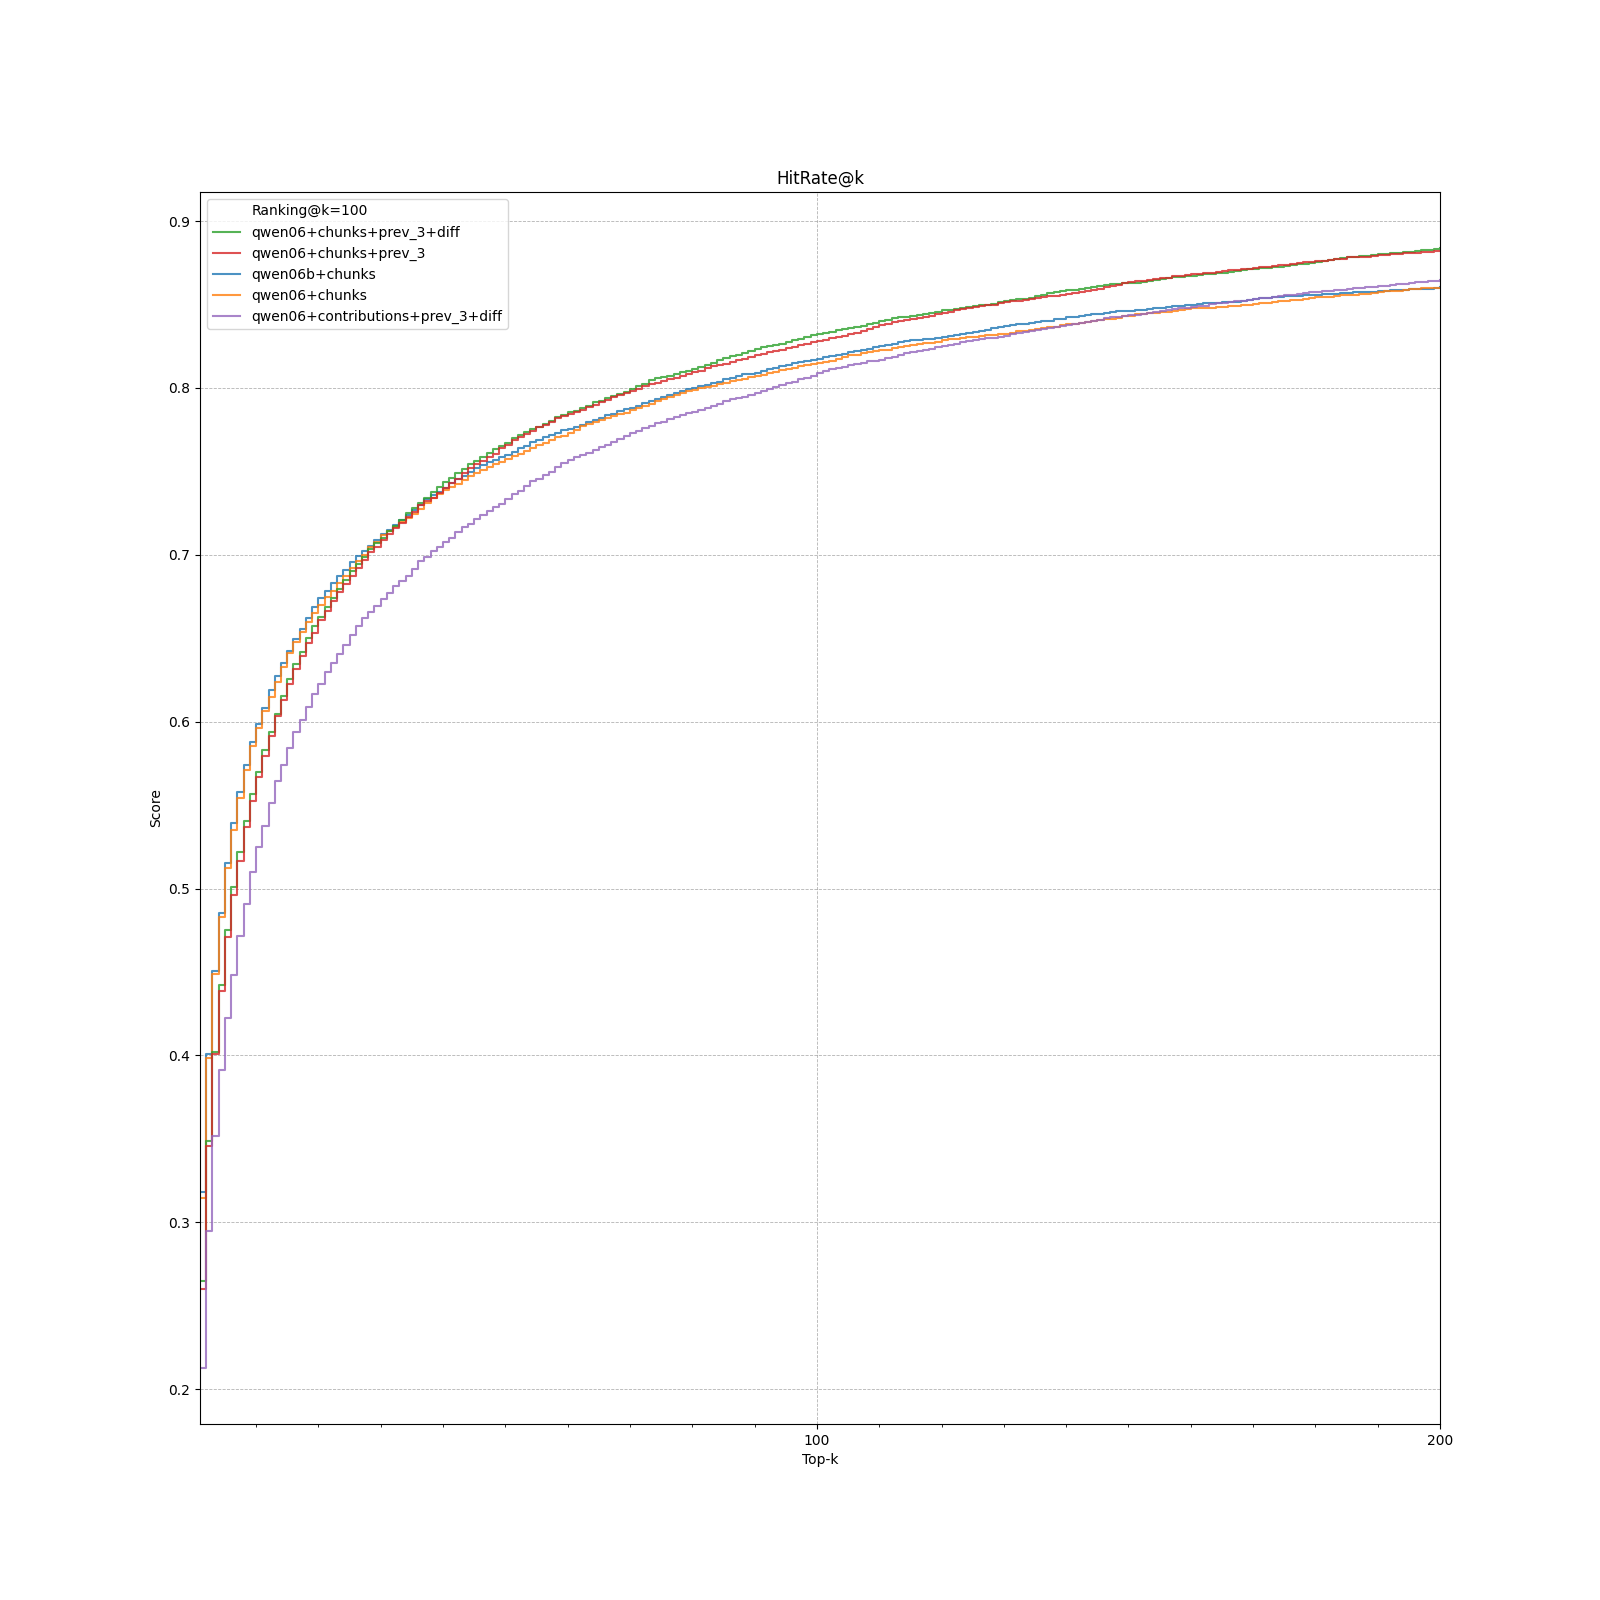 HitRate@k
Ranking@k=100
qwen06+chunks+prev_3+diff
qwen06+chunks+prev_3
qwen06b+chunks
qwen06+chunks
qwen06+contributions+prev_3+diff
0.9
0.8
0.7
0.6
0.5
0.4
0.3
0.2
Score
100
200
Top-k